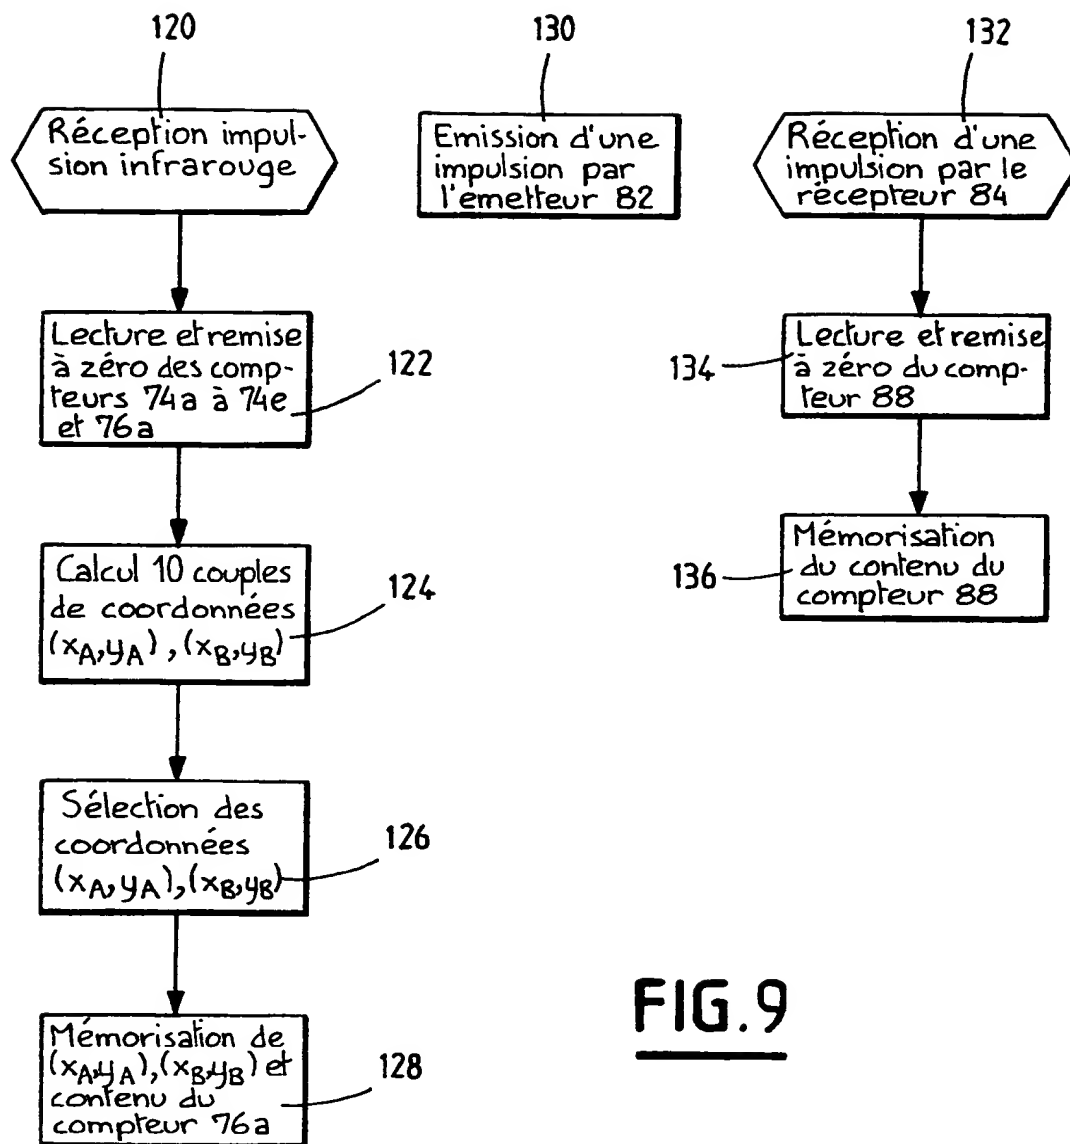 120
Réception impul-
sion infrarouge
122
Lecture et remise
à zéro des comp-
teurs 74a à 74e
et 76a
124
Calcul 10 couples
de coordonnées
(xA,yA), (xB,yB)
126
Sélection des
coordonnées
(xA,yA),(xB,yB)
128
Mémorisation de
(xA,yA),(xB,yB) et
contenu du
compteur 76a
130
Emission d'une
impulsion par
l'emetteur 82
132
Réception d'une
impulsion par le
récepteur 84
134
Lecture et remise
à zéro du comp-
teur 88
136
Mémorisation
du contenu du
compteur 88
FIG.9